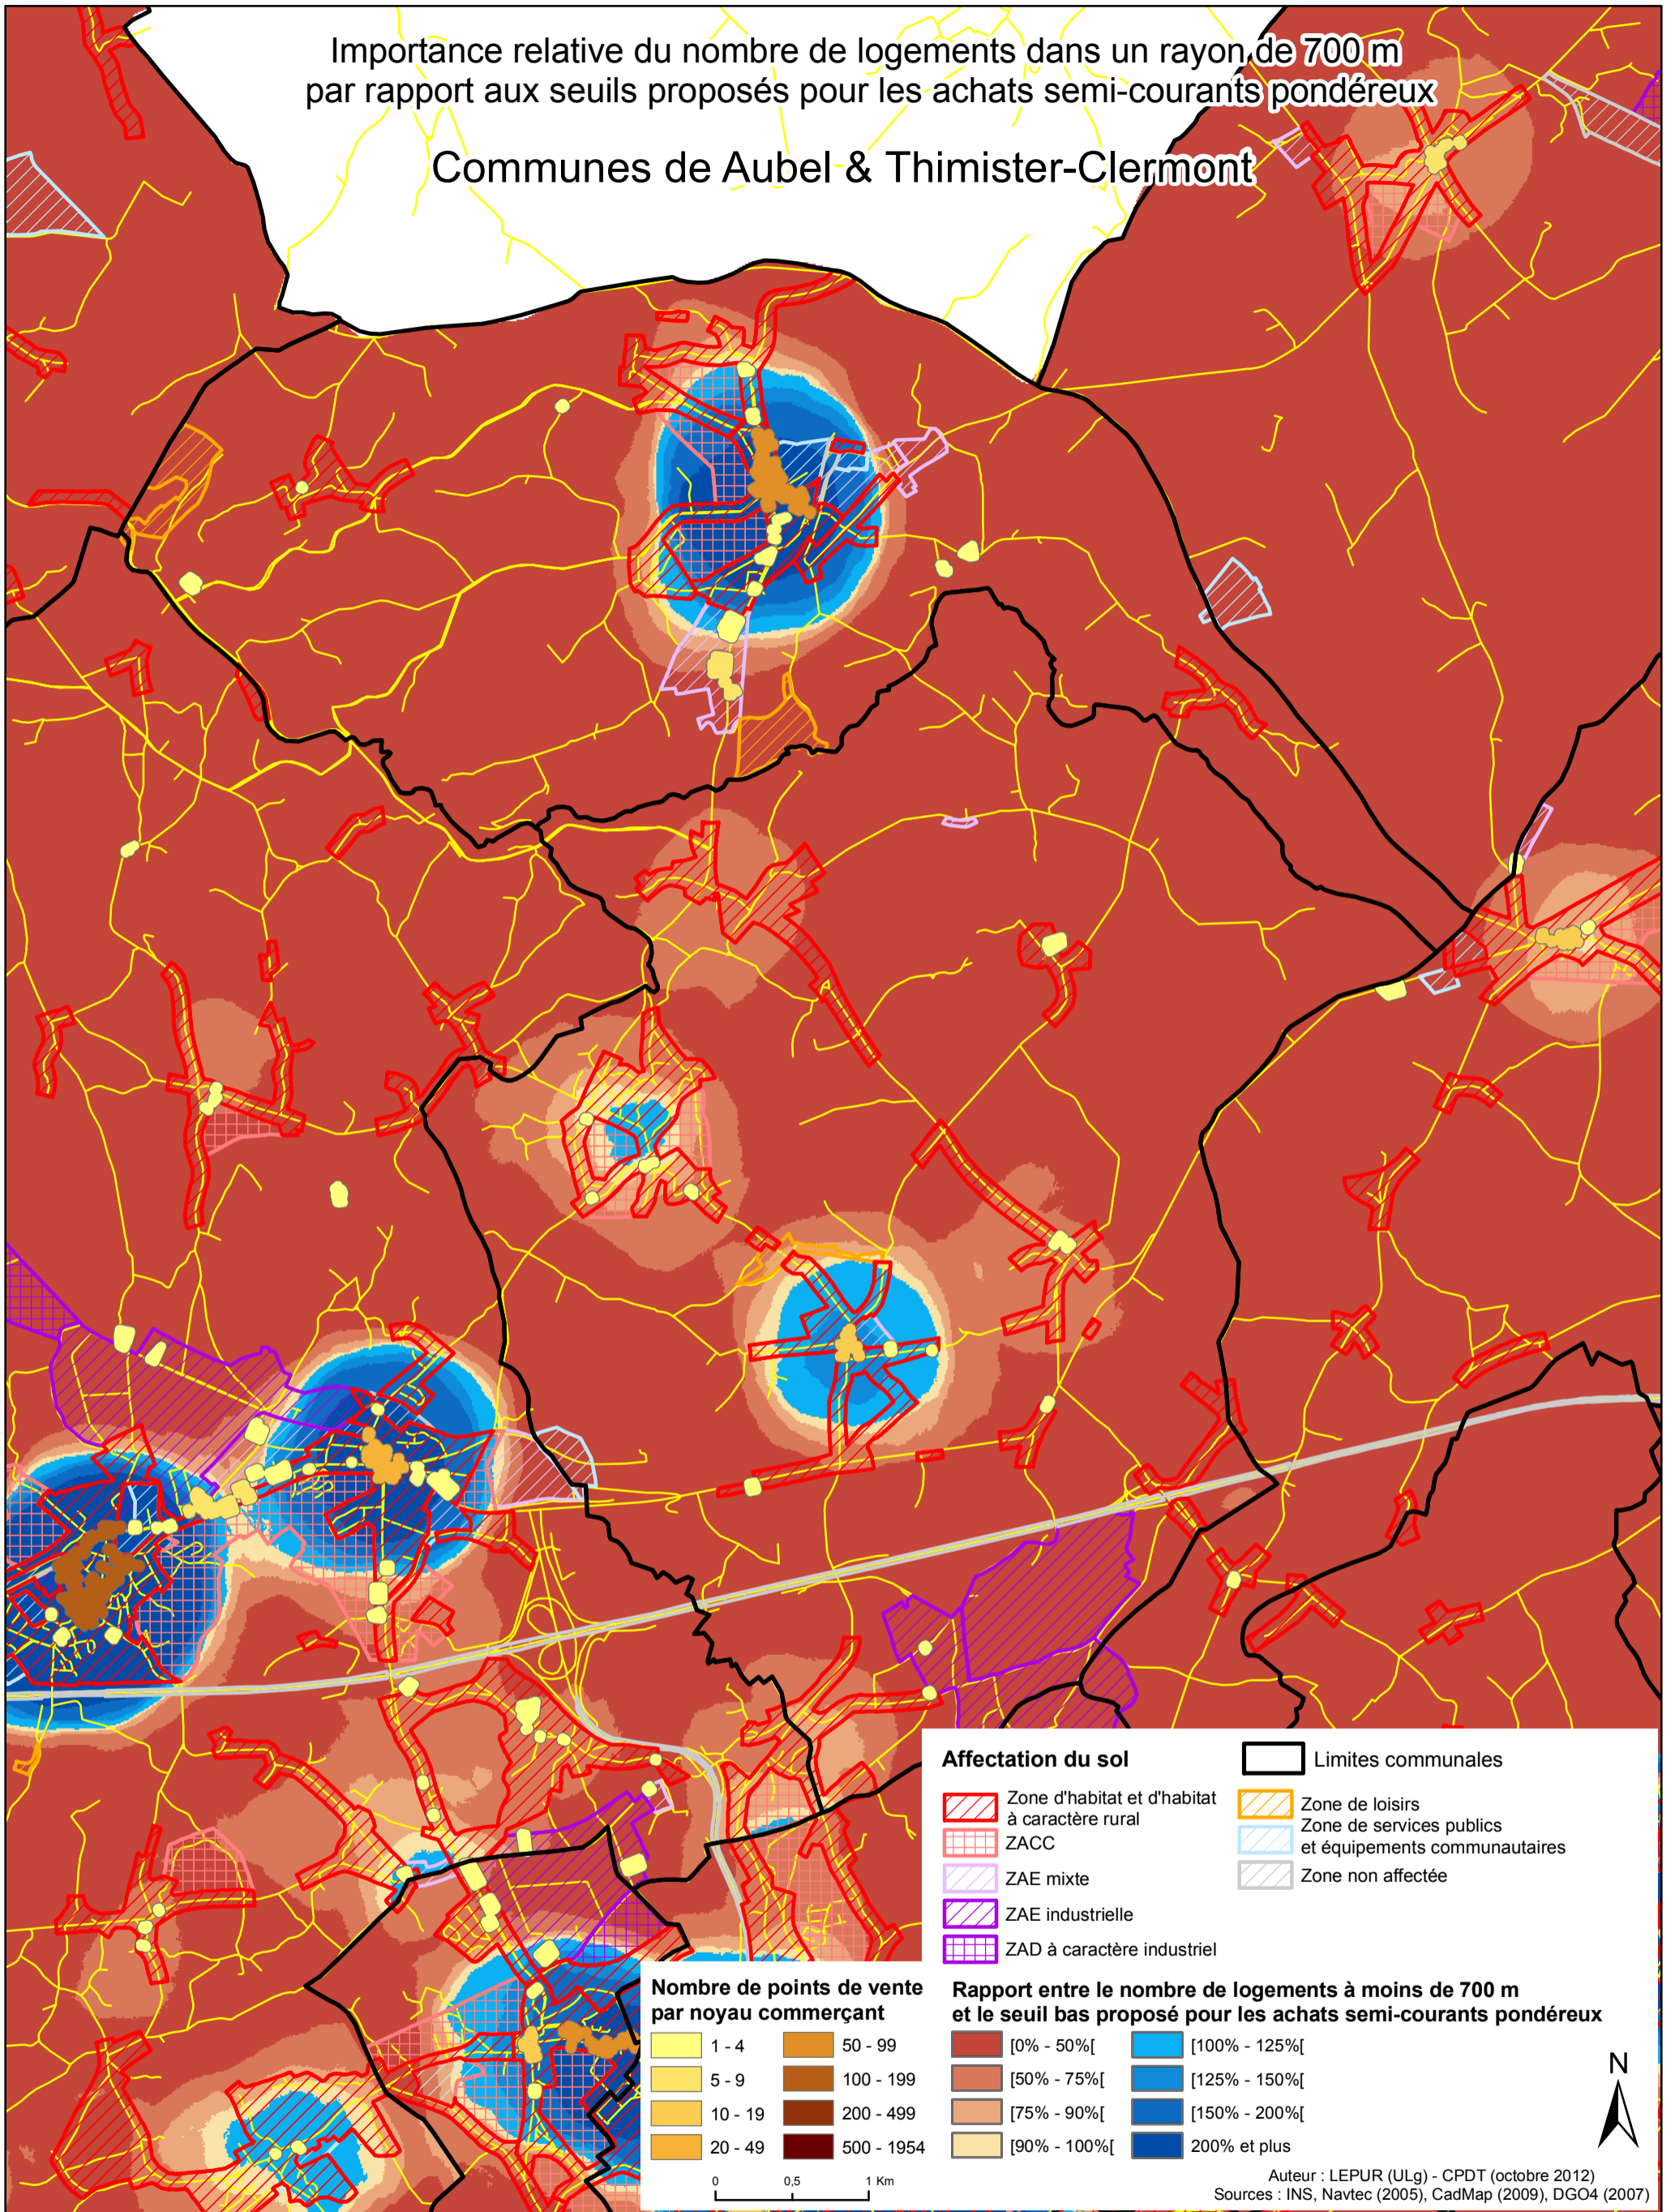 Importance relative du nombre de logements dans un rayon de 700 m
par rapport aux seuils proposés pour les achats semi-courants pondéreux
Communes de Aubel & Thimister-Clermont
Affectation du sol
Zone d'habitat et d'habitat
à caractère rural
ZACC
ZAE mixte
ZAE industrielle
ZAD à caractère industriel
Limites communales
Zone de loisirs
Zone de services publics
et équipements communautaires
Zone non affectée
Nombre de points de vente
par noyau commerçant
1 - 4
5 - 9
10 - 19
20 - 49
50 - 99
100 - 199
200 - 499
500 - 1954
0 0,5 1 Km
Rapport entre le nombre de logements à moins de 700 m
et le seuil bas proposé pour les achats semi-courants pondéreux
[0% - 50%[
[50% - 75%[
[75% - 90%[
[90% - 100%[
[100% - 125%[
[125% - 150%[
[150% - 200%[
200% et plus
N
Auteur : LEPUR (ULg) - CPDT (octobre 2012)
Sources : INS, Navtec (2005), CadMap (2009), DGO4 (2007)